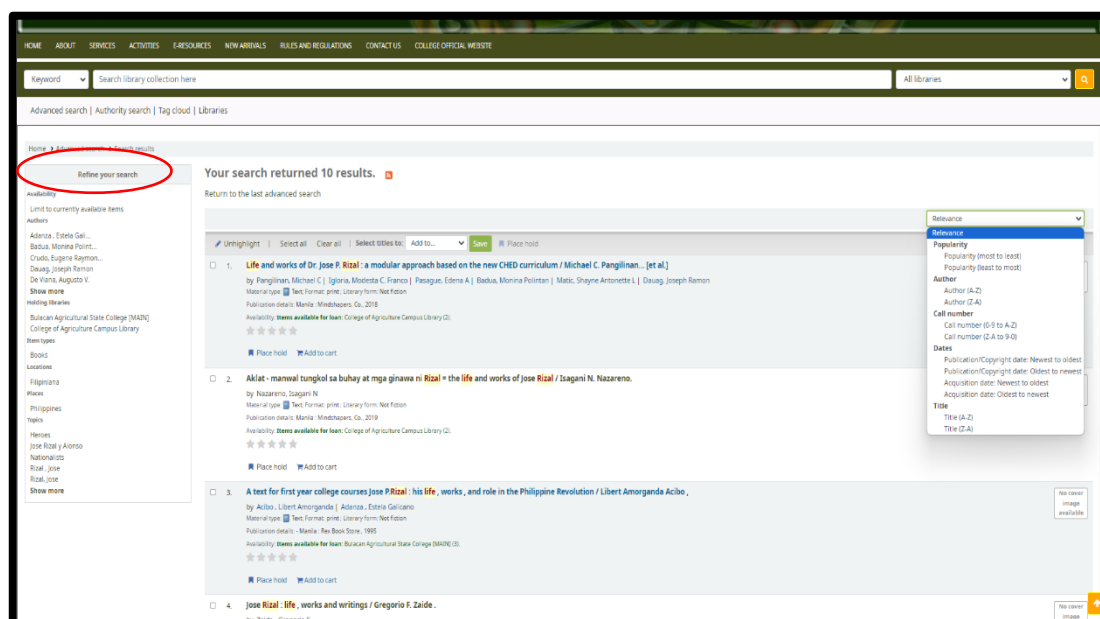 HOME ABOUT SERVICES ACTIVITIES E-RESOURCES NEW ARRIVALS RULES AND REGULATIONS CONTACT US COLLEGE OFFICIAL WEBSITE
Keyword Search library collection here All libraries
Advanced search | Authority search | Tag cloud | Libraries
Home Advanced search Search results
Refine your search
Availability
Limit to currently available items
Authors
Adanza , Estela Gali...
Badua, Monina Polint...
Crudo, Eugene Raymon...
Dauag, Joseph Ramon
De Viana, Augusto V.
Show more
Holding libraries
Bulacan Agricultural State College [MAIN]
College of Agriculture Campus Library
Item types
Books
Locations
Filipiniana
Places
Philippines
Topics
Heroes
Jose Rizal y Alonso
Nationalists
Rizal , Jose
Rizal, Jose
Show more
Your search returned 10 results.
Return to the last advanced search
Relevance
Relevance
Popularity
Popularity (most to least)
Popularity (least to most)
Author
Author (A-Z)
Author (Z-A)
Call number
Call number (0-9 to A-Z)
Call number (Z-A to 9-0)
Dates
Publication/Copyright date: Newest to oldest
Publication/Copyright date: Oldest to newest
Acquisition date: Newest to oldest
Acquisition date: Oldest to newest
Title
Title (A-Z)
Title (Z-A)
Unhighlight | Select all Clear all | Select titles to: Add to... Save Place hold
1. Life and works of Dr. Jose P. Rizal : a modular approach based on the new CHED curriculum / Michael C. Pangilinan... [et al.]
by Pangilinan, Michael C | Igloria, Modesta C. Franco | Pasague, Edena A | Badua, Monina Polintan | Matic, Shayne Antonette L | Dauag, Joseph Ramon
Material type: Text; Format: print ; Literary form: Not fiction
Publication details: Manila : Mindshapers, Co., 2018
Availability: Items available for loan: College of Agriculture Campus Library (2).
Place hold Add to cart
2. Aklat - manwal tungkol sa buhay at mga ginawa ni Rizal = the life and works of Jose Rizal / Isagani N. Nazareno.
by Nazareno, Isagani N
Material type: Text; Format: print ; Literary form: Not fiction
Publication details: Manila : Mindshapers, Co., 2019
Availability: Items available for loan: College of Agriculture Campus Library (2).
Place hold Add to cart
3. A text for first year college courses Jose P.Rizal : his life , works , and role in the Philippine Revolution / Libert Amorganda Acibo ,
by Acibo , Libert Amorganda | Adanza , Estela Galicano
Material type: Text; Format: print ; Literary form: Not fiction
Publication details: - Manila : Rex Book Store , 1995
Availability: Items available for loan: Bulacan Agricultural State College [MAIN] (3).
Place hold Add to cart
No cover
image
available
4. Jose Rizal : life , works and writings / Gregorio F. Zaide .
No cover
image